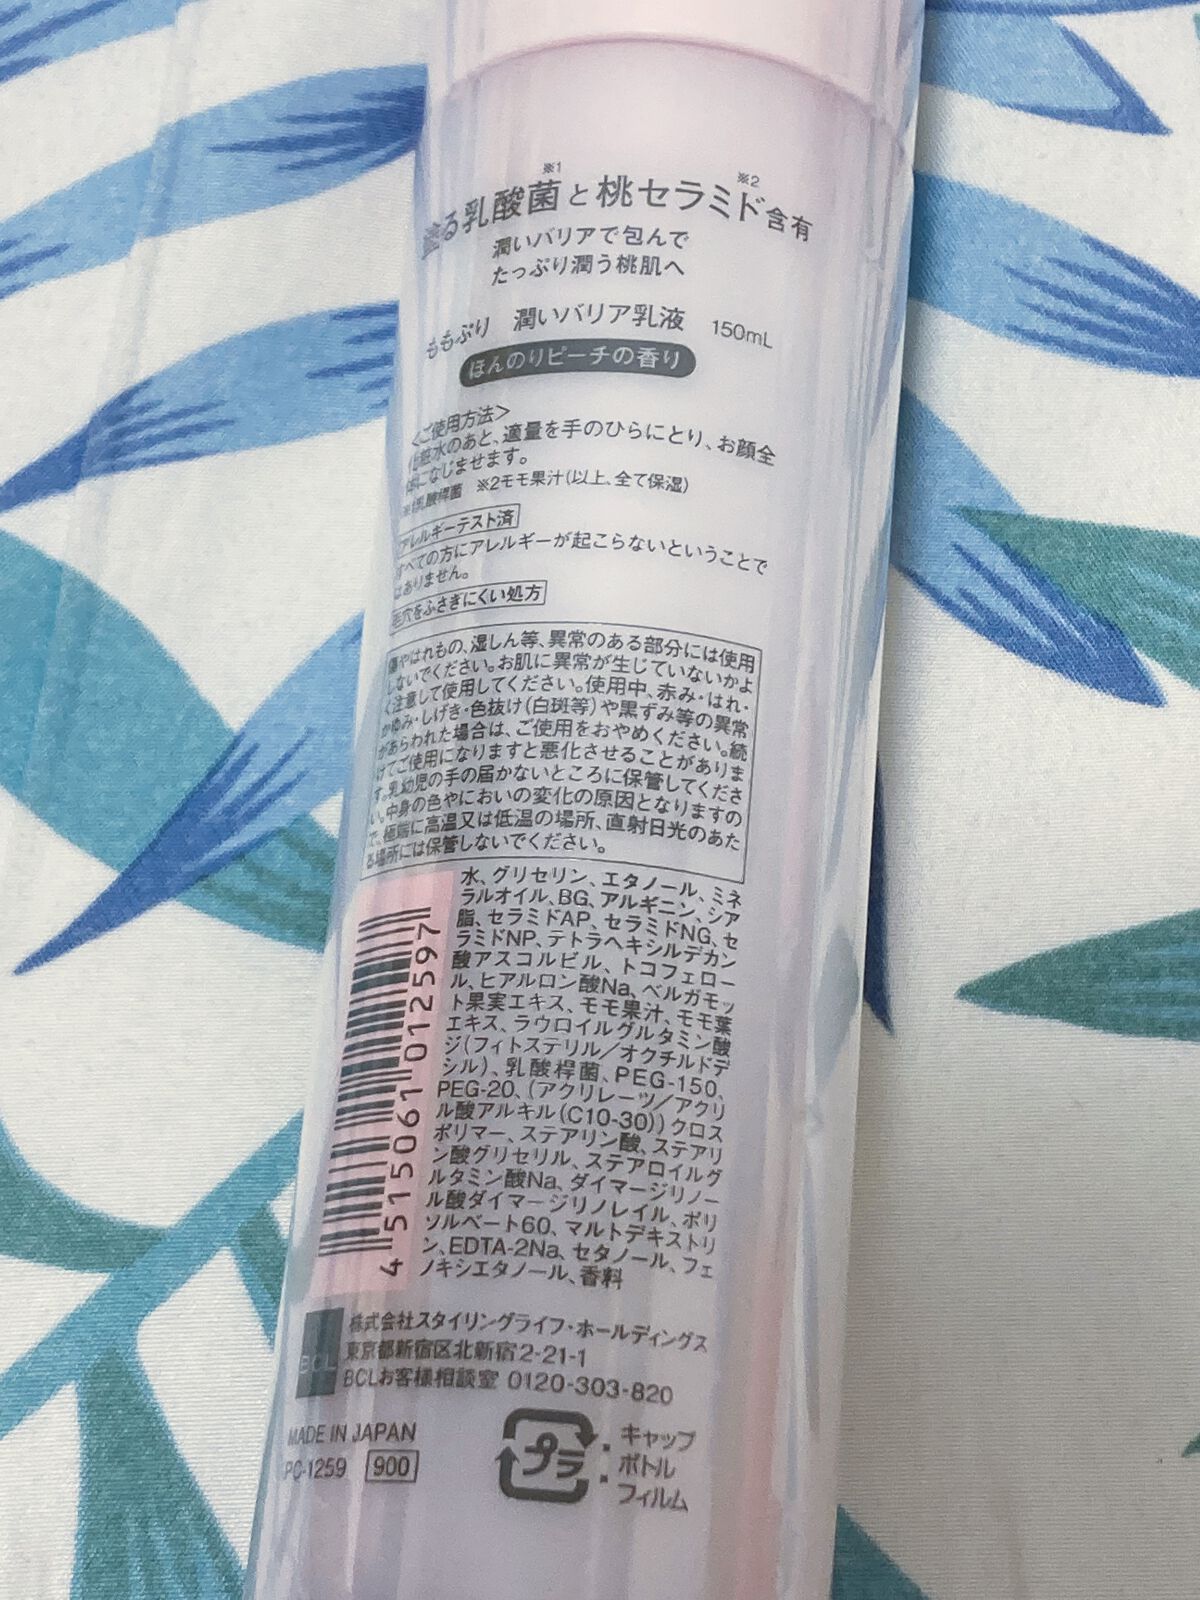 ※1 ※2
塗る乳酸菌と桃セラミド含有
潤いバリアで包んで
たっぷり潤う桃肌へ
ももぷり 潤いバリア乳液 150mL
ほんのりピーチの香り
<ご使用方法>
化粧水のあと、適量を手のひらにとり、お顔全
体になじませます。
※1乳酸桿菌 ※2モモ果汁(以上、全て保湿)
アレルギーテスト済
すべての方にアレルギーが起こらないということで
はありません。
毛穴をふさぎにくい処方
傷やはれもの、湿しん等、異常のある部分には使用
しないでください。お肌に異常が生じていないかよ
く注意して使用してください。使用中、赤み・はれ・
かゆみ・しげき・色抜け(白斑等)や黒ずみ等の異常
があらわれた場合は、ご使用をおやめください。続
けてご使用になりますと悪化させることがありま
す。乳幼児の手の届かないところに保管してくださ
い。中身の色やにおいの変化の原因となりますの
で、極端に高温又は低温の場所、直射日光のあた
る場所には保管しないでください。
水、グリセリン、エタノール、ミネ
ラルオイル、BG、アルギニン、シア
脂、セラミドAP、セラミドNG、セ
ラミドNP、テトラヘキシルデカン
酸アスコルビル、トコフェロー
ル、ヒアルロン酸Na、ベルガモッ
ト果実エキス、モモ果汁、モモ葉
エキス、ラウロイルグルタミン酸
ジ(フィトステリル/オクチルドデ
シル)、乳酸桿菌、PEG-150、
PEG-20、(アクリレーツ/アクリ
ル酸アルキル(C10-30))クロス
ポリマー、ステアリン酸、ステアリ
ン酸グリセリル、ステアロイルグ
ルタミン酸Na、ダイマージリノー
ル酸ダイマージリノレイル、ポリ
ソルベート60、マルトデキストリ
ン、EDTA-2Na、セタノール、フェ
ノキシエタノール、香料
4 515061 012597
BCL
株式会社スタイリングライフ・ホールディングス
東京都新宿区北新宿2-21-1
BCLお客様相談室 0120-303-820
MADE IN JAPAN
PC-1259 900
プラ
・キャップ
・ボトル
・フィルム